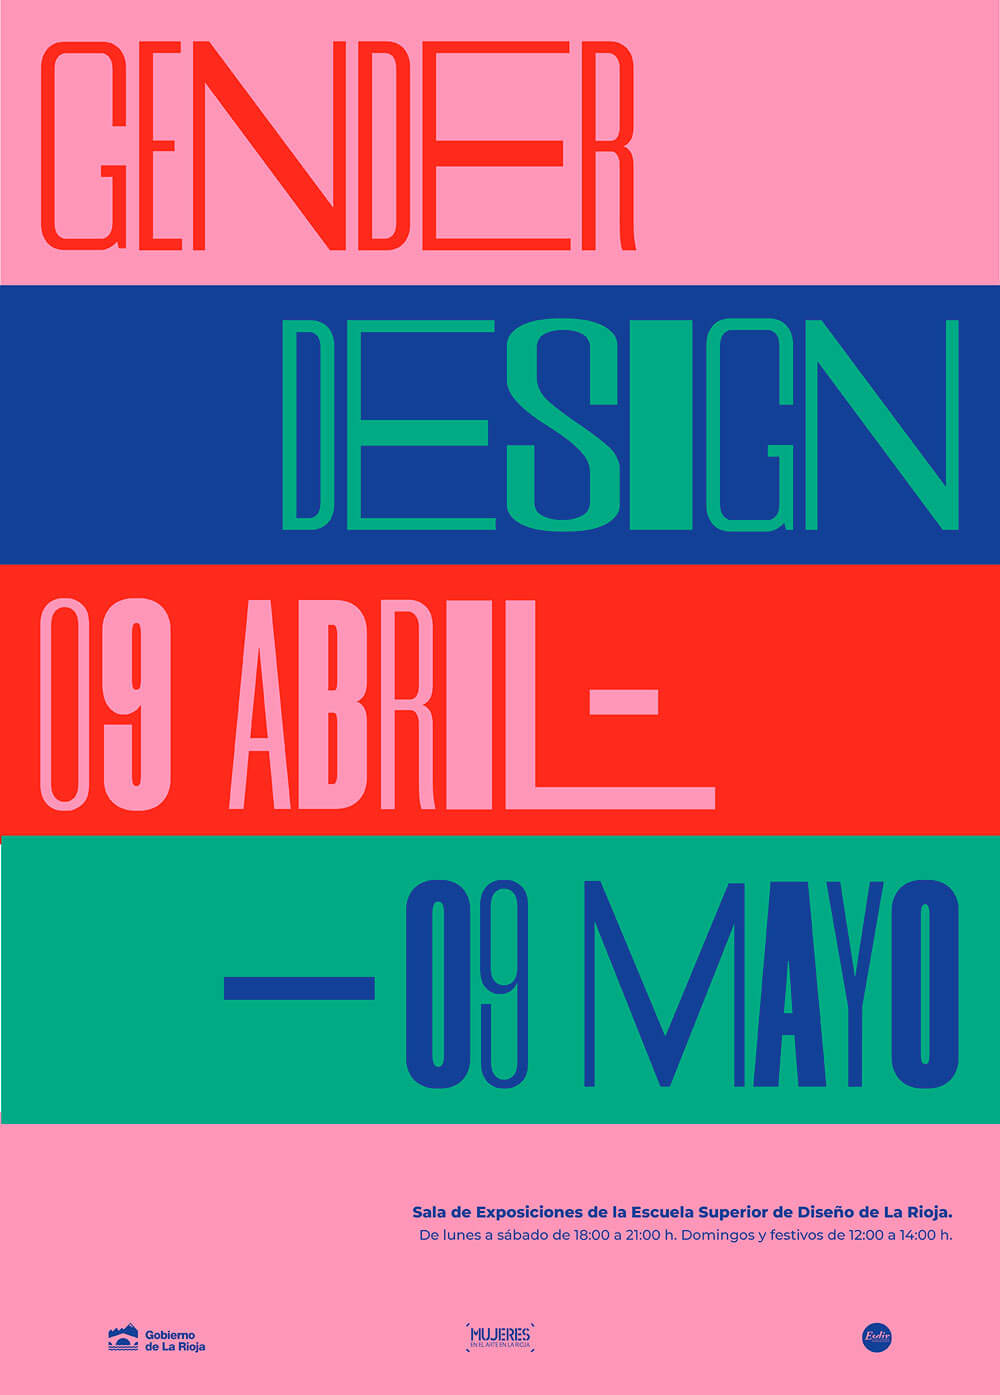 GENDER
DESIGN
09 ABRIL-
—09 MAYO
Sala de Exposiciones de la Escuela Superior de Diseño de La Rioja.
De lunes a sábado de 18:00 a 21:00 h. Domingos y festivos de 12:00 a 14:00 h.
Gobierno
de La Rioja
MUJERES
EN EL ARTE EN LA RIOJA
Esdir